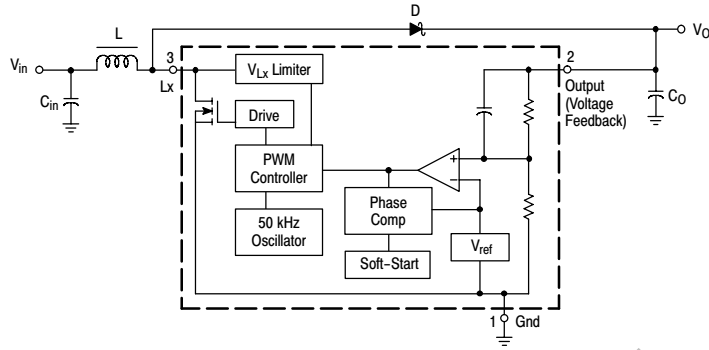 D
V_O
L
3
2
V_in
V_Lx Limiter
Lx
Output
(Voltage
Feedback)
C_in
C_O
Drive
+
PWM
Controller
−
Phase
Comp
50 kHz
Oscillator
V_ref
Soft−Start
1
Gnd